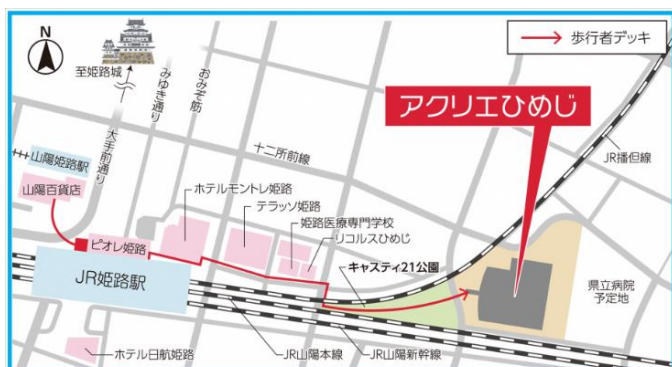 N
至姫路城
みゆき通り
おみぞ筋
大手前通り
歩行者デッキ
アクリエひめじ
十二所前線
JR播但線
山陽姫路駅
山陽百貨店
ホテルモントレ姫路
テラッソ姫路
姫路医療専門学校
リコルスひめじ
ピオレ姫路
キャスティ21公園
JR姫路駅
県立病院
予定地
ホテル日航姫路
JR山陽本線
JR山陽新幹線